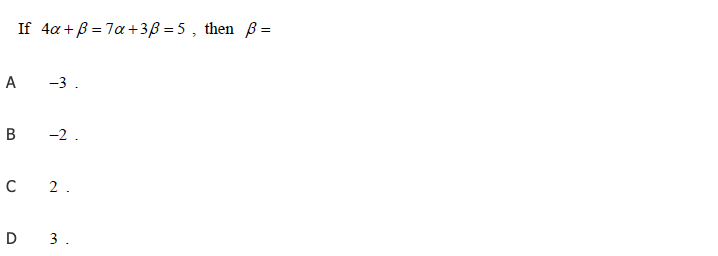 If 4α + β = 7α + 3β = 5 , then β =
A −3 .
B −2 .
C 2 .
D 3 .